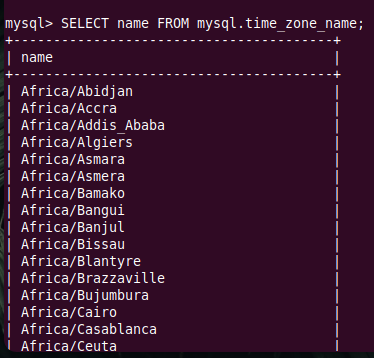 mysql> SELECT name FROM mysql.time_zone_name;
+----------------------------------------+
| name |
+----------------------------------------+
| Africa/Abidjan |
| Africa/Accra |
| Africa/Addis_Ababa |
| Africa/Algiers |
| Africa/Asmara |
| Africa/Asmera |
| Africa/Bamako |
| Africa/Bangui |
| Africa/Banjul |
| Africa/Bissau |
| Africa/Blantyre |
| Africa/Brazzaville |
| Africa/Bujumbura |
| Africa/Cairo |
| Africa/Casablanca |
| Africa/Ceuta |